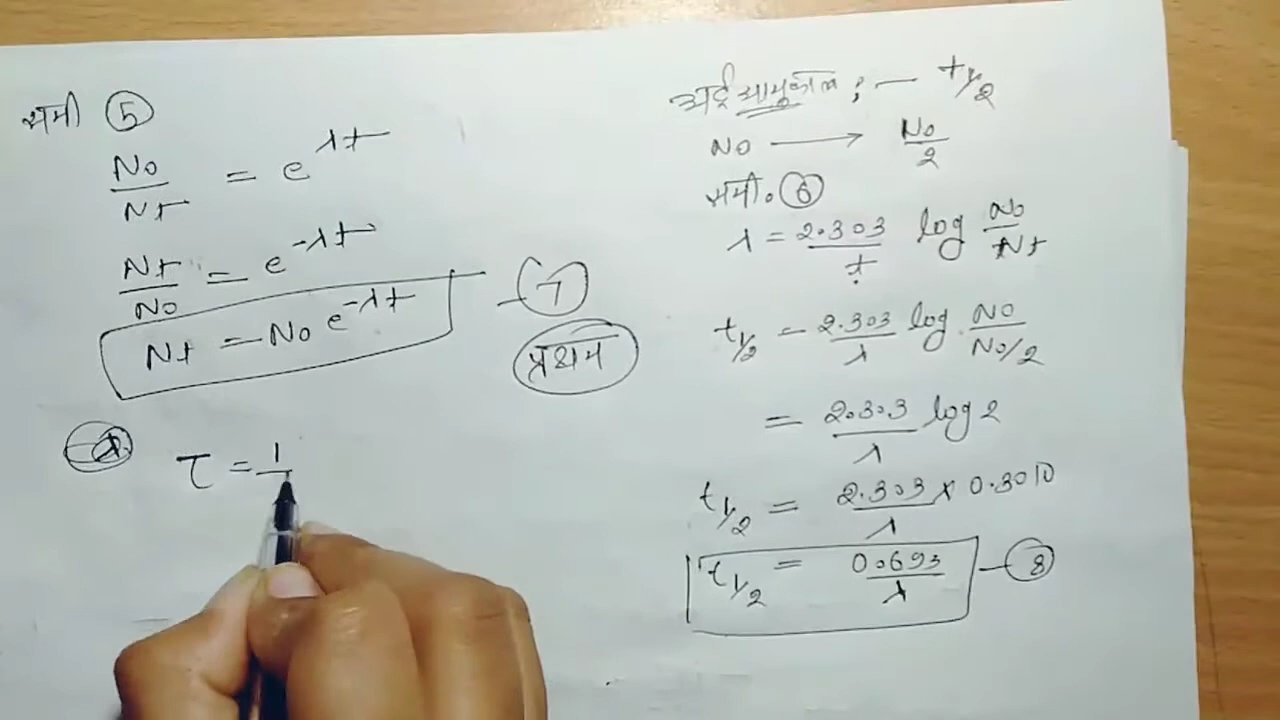 समी ⑤
No/Nt = e^λt
Nt/No = e^-λt
Nt = No e^-λt — ⑦
प्रथम
τ = 1/
अर्द्ध आयुकाल ; — t1/2
No → No/2
समी. ⑥
λ = 2.303/t log No/Nt
t1/2 = 2.303/λ log No/No/2
= 2.303/λ log 2
t1/2 = 2.303/λ × 0.3010
t1/2 = 0.693/λ — ⑧